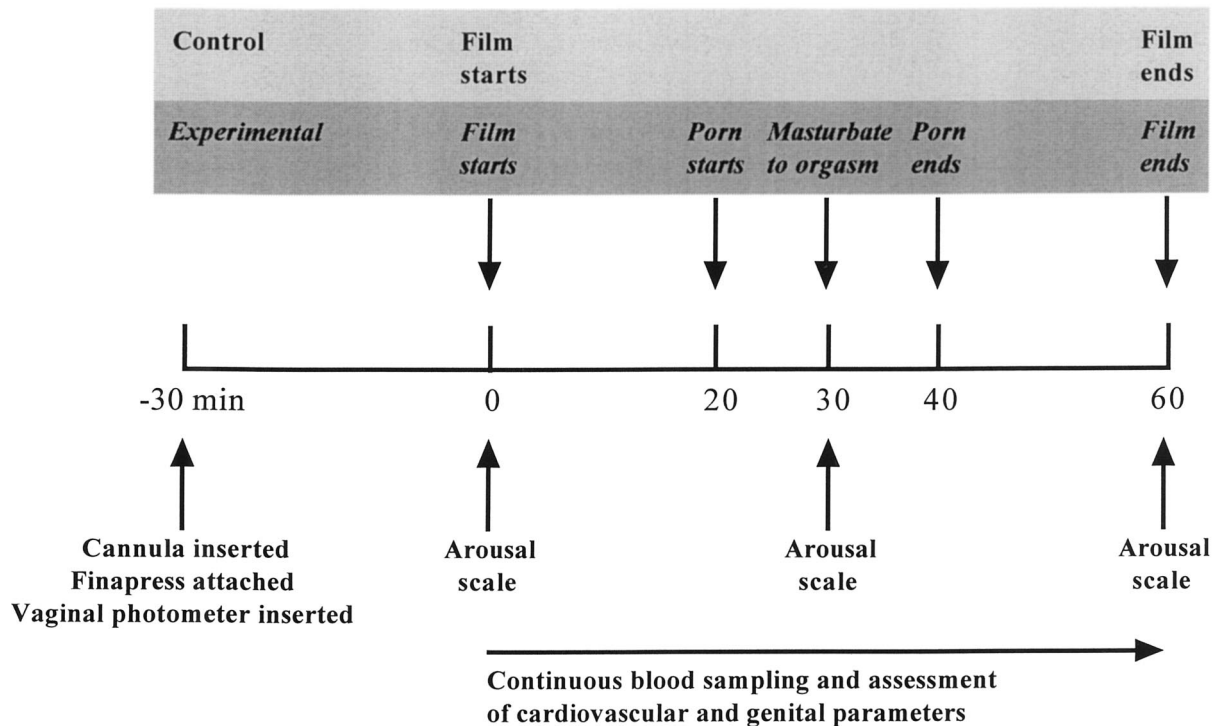 Control Film starts Film ends
Experimental Film starts Porn starts Masturbate to orgasm Porn ends Film ends
-30 min 0 20 30 40 60
Cannula inserted
Finapress attached
Vaginal photometer inserted
Arousal
scale
Arousal
scale
Arousal
scale
Continuous blood sampling and assessment
of cardiovascular and genital parameters